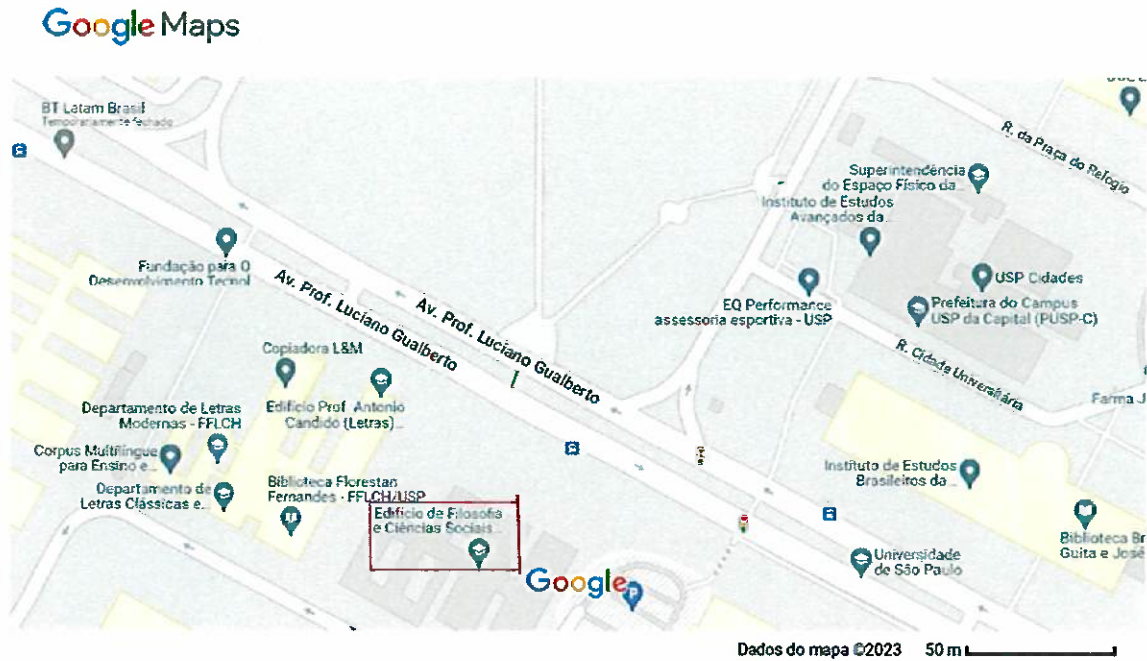 Google Maps
BT Latam Brasil
Temporariamente fechado
R. da Praça do Relogio
Superintendência
do Espaço Físico da...
Instituto de Estudos
Avançados da...
Fundação para O
Desenvolvimento Tecnol
Av. Prof. Luciano Gualberto
Av. Prof. Luciano Gualberto
USP Cidades
EQ Performance
assessoria esportiva - USP
Prefeitura do Campus
USP da Capital (PUSP-C)
R. Cidade Universitária
Copiadora L&M
Farma J
Departamento de Letras
Modernas - FFLCH
Edifício Prof. Antonio
Candido (Letras)...
Corpus Multilíngue
para Ensino e...
Departamento de
Letras Clássicas e...
Biblioteca Florestan
Fernandes - FFLCH/USP
Edifício de Filosofia
e Ciências Sociais...
Instituto de Estudos
Brasileiros da...
Biblioteca Br
Guita e José
Universidade
de São Paulo
Google
P
Dados do mapa ©2023 50 m